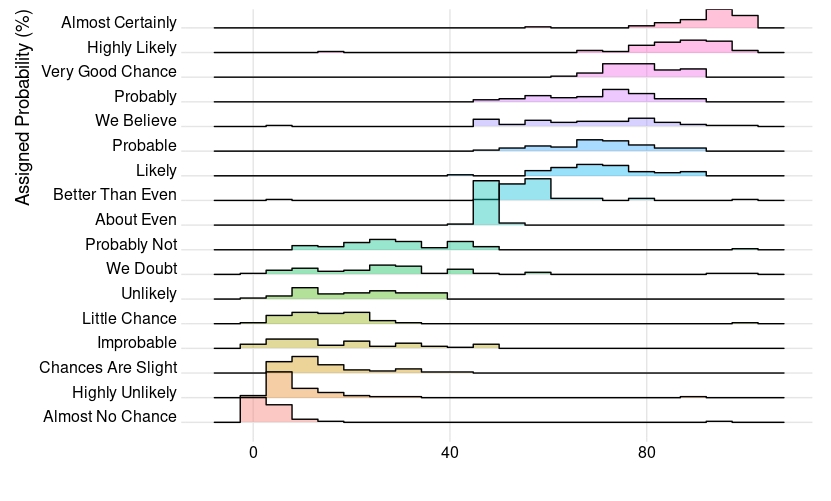 Assigned Probability (%)
Almost Certainly
Highly Likely
Very Good Chance
Probably
We Believe
Probable
Likely
Better Than Even
About Even
Probably Not
We Doubt
Unlikely
Little Chance
Improbable
Chances Are Slight
Highly Unlikely
Almost No Chance
0 40 80